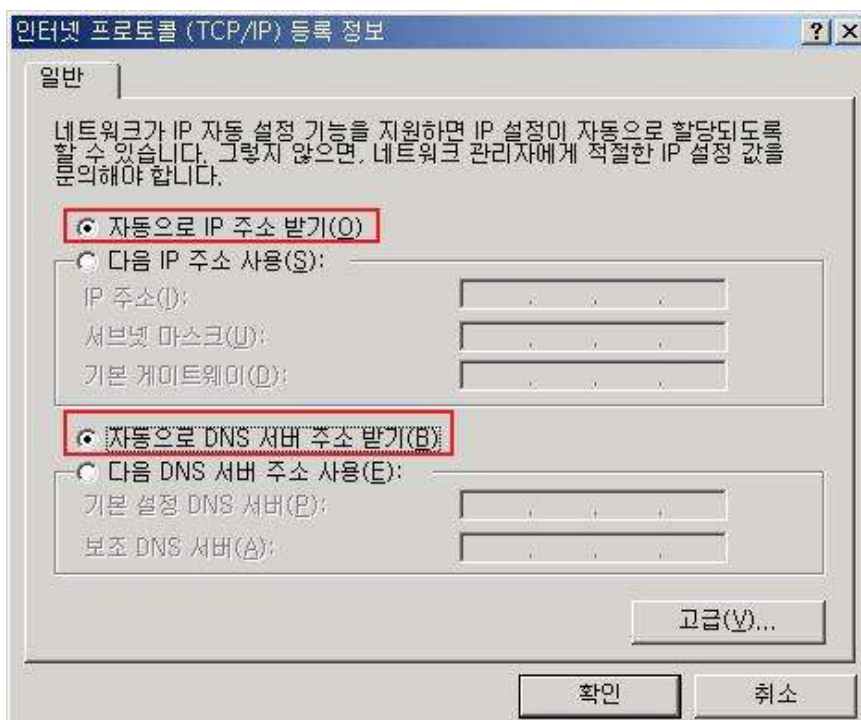 인터넷 프로토콜 (TCP/IP) 등록 정보
일반
네트워크가 IP 자동 설정 기능을 지원하면 IP 설정이 자동으로 할당되도록
할 수 있습니다. 그렇지 않으면, 네트워크 관리자에게 적절한 IP 설정 값을
문의해야 합니다.
자동으로 IP 주소 받기(O)
다음 IP 주소 사용(S):
IP 주소(I):
서브넷 마스크(U):
기본 게이트웨이(D):
자동으로 DNS 서버 주소 받기(B)
다음 DNS 서버 주소 사용(E):
기본 설정 DNS 서버(P):
보조 DNS 서버(A):
고급(V)...
확인 취소